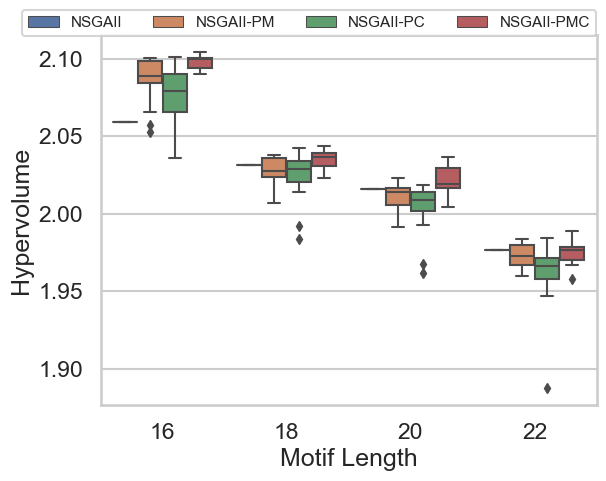 NSGAII NSGAII-PM NSGAII-PC NSGAII-PMC
2.10
2.05
2.00
1.95
1.90
Hypervolume
16 18 20 22
Motif Length